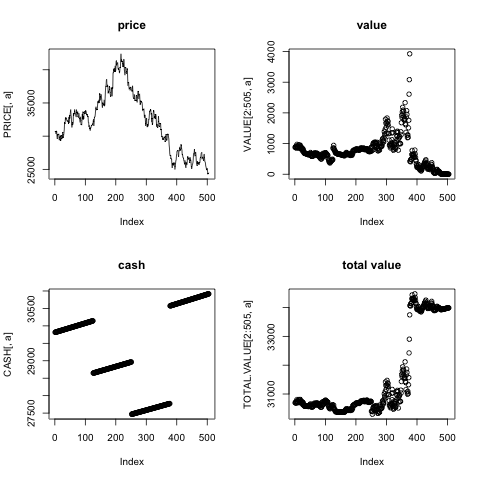 price
PRICE[, a]
25000 35000
0 100 200 300 400 500
Index
value
VALUE[2:505, a]
0 1000 2000 3000 4000
0 100 200 300 400 500
Index
cash
CASH[, a]
27500 29000 30500
0 100 200 300 400 500
Index
total value
TOTAL.VALUE[2:505, a]
31000 33000
0 100 200 300 400 500
Index